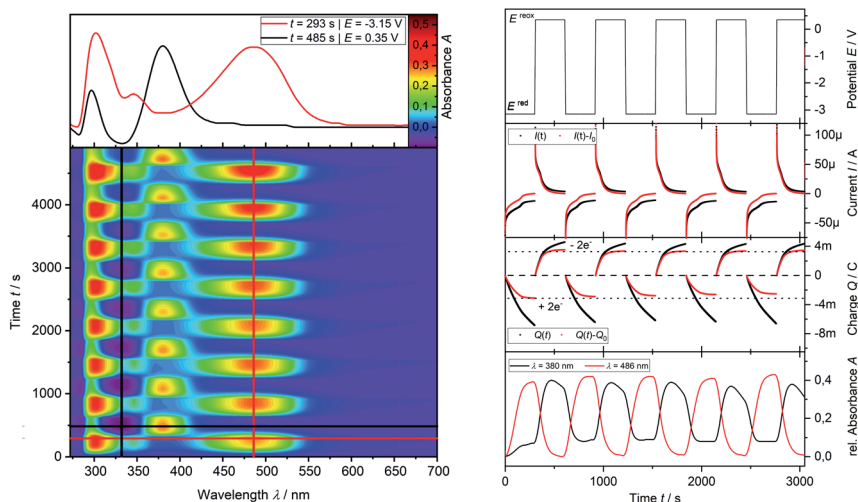 t = 293 s | E = -3.15 V
t = 485 s | E = 0.35 V
0,5
0,4
0,3
0,2
0,1
0,0
Absorbance A
4000
3000
2000
1000
0
Time t / s
300 350 400 450 500 550 600 650 700
Wavelength λ / nm
E reox
E red
0
-1
-2
-3
Potential E / V
I(t) I(t)-I0
100µ
50µ
0
-50µ
Current I / A
- 2e-
+ 2e-
Q(t) Q(t)-Q0
4m
0
-4m
-8m
Charge Q / C
λ = 380 nm λ = 486 nm
0,4
0,2
0,0
rel. Absorbance A
0 1000 2000 3000
Time t / s